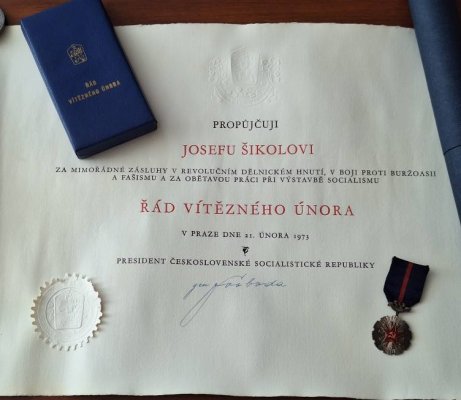 ŘÁD
VÍTĚZNÉHO ÚNORA
PROPŮJČUJI
JOSEFU ŠIKOLOVI
ZA MIMOŘÁDNÉ ZÁSLUHY V REVOLUČNÍM DĚLNICKÉM HNUTÍ, V BOJI PROTI BURŽOASII
A FAŠISMU A ZA OBĚTAVOU PRÁCI PŘI VÝSTAVBĚ SOCIALISMU
ŘÁD VÍTĚZNÉHO ÚNORA
V PRAZE DNE 21. ÚNORA 1973
PRESIDENT ČESKOSLOVENSKÉ SOCIALISTICKÉ REPUBLIKY
Svoboda